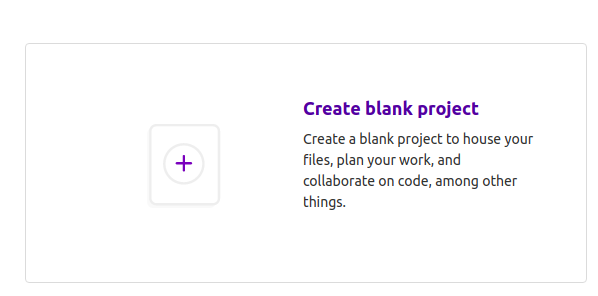 Create blank project
Create a blank project to house your
files, plan your work, and
collaborate on code, among other
things.